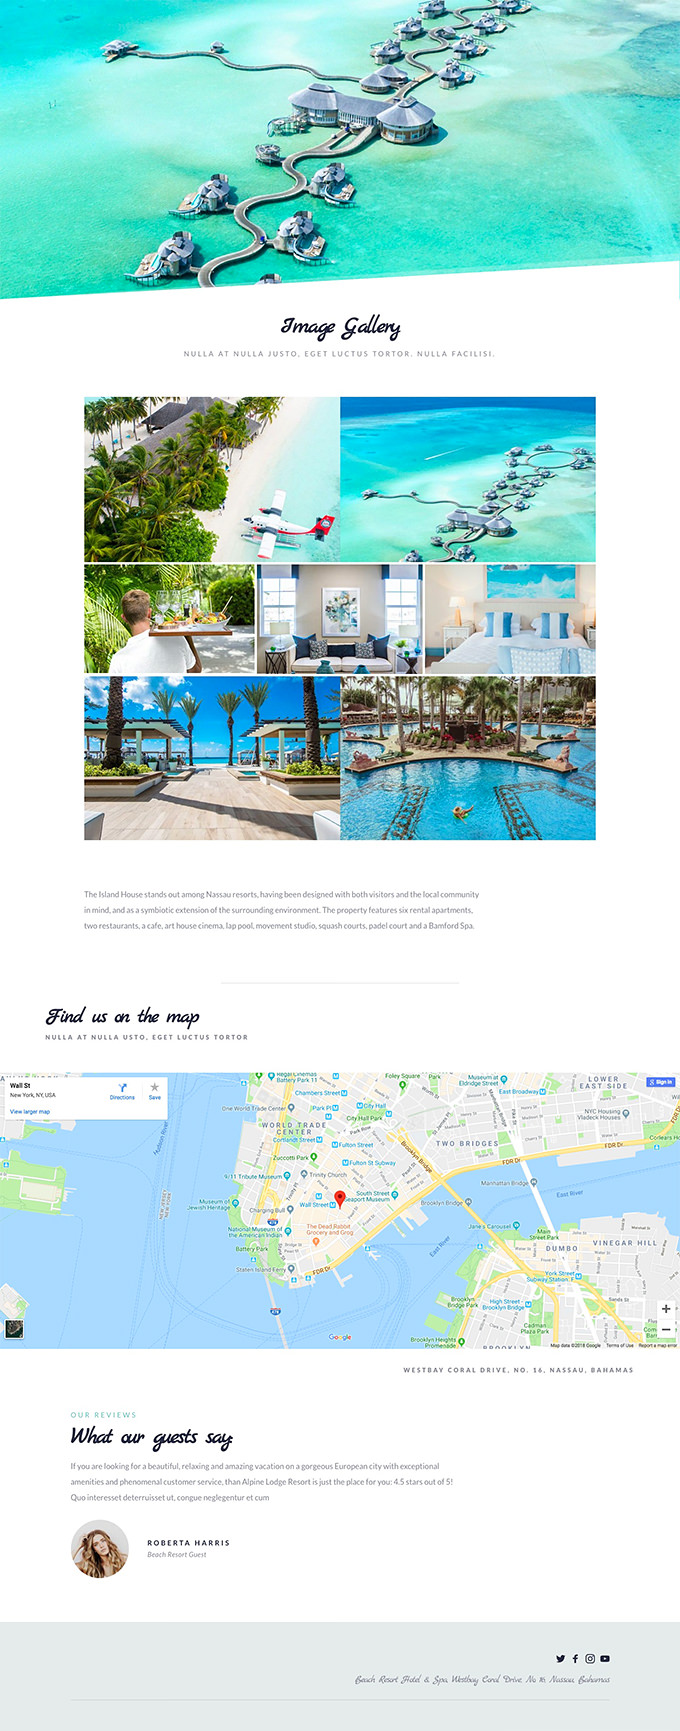 Image Gallery
NULLA AT NULLA JUSTO, EGET LUCTUS TORTOR. NULLA FACILISI.
The Island House stands out among Nassau resorts, having been designed with both visitors and the local community
in mind, and as a symbiotic extension of the surrounding environment. The property features six rental apartments,
two restaurants, a cafe, art house cinema, lap pool, movement studio, squash courts, padel court and a Bamford Spa.
Find us on the map
NULLA AT NULLA USTO, EGET LUCTUS TORTOR
Wall St
New York, NY, USA
Directions
Save
View larger map
Sign in
Battery Park 11
Chambers Street
Park Pl
City Hall
City Hall Park
One World Trade Center
WORLD TRADE CENTER
Cortlandt Street
Fulton Street
Zuccotti Park
Fulton St Subway
9/11 Tribute Museum
Trinity Church
Museum of Jewish Heritage
Charging Bull
Wall Street
South Street Seaport Museum
National Museum of the American Indian
The Dead Rabbit Grocery and Grog
Battery Park
Staten Island Ferry
FDR Dr
Foley Square
Museum at Eldridge Street
East Broadway
LOWER EAST SIDE
NYC Housing Vladeck Houses
TWO BRIDGES
FDR Dr
Corlears Ho
Brooklyn Bridge
Manhattan Bridge
East River
Brooklyn Bridge
Jane's Carousel
East River
Main Street Park
DUMBO
VINEGAR HILL
York Street Subway Station F
High Street - Brooklyn Bridge
Brooklyn Bridge Park
Cadman Plaza Park
Sands St
Brooklyn Heights Promenade
BROOKLYN
Hudson River
Google
Map data ©2018 Google
Terms of Use
Report a map error
WESTBAY CORAL DRIVE, NO. 16, NASSAU, BAHAMAS
OUR REVIEWS
What our guests say:
If you are looking for a beautiful, relaxing and amazing vacation on a gorgeous European city with exceptional
amenities and phenomenal customer service, than Alpine Lodge Resort is just the place for you: 4.5 stars out of 5!
Quo interesset deterruisset ut, congue neglegentur et cum
ROBERTA HARRIS
Beach Resort Guest
Beach Resort Hotel & Spa, Westbay Coral Drive, No 16, Nassau, Bahamas